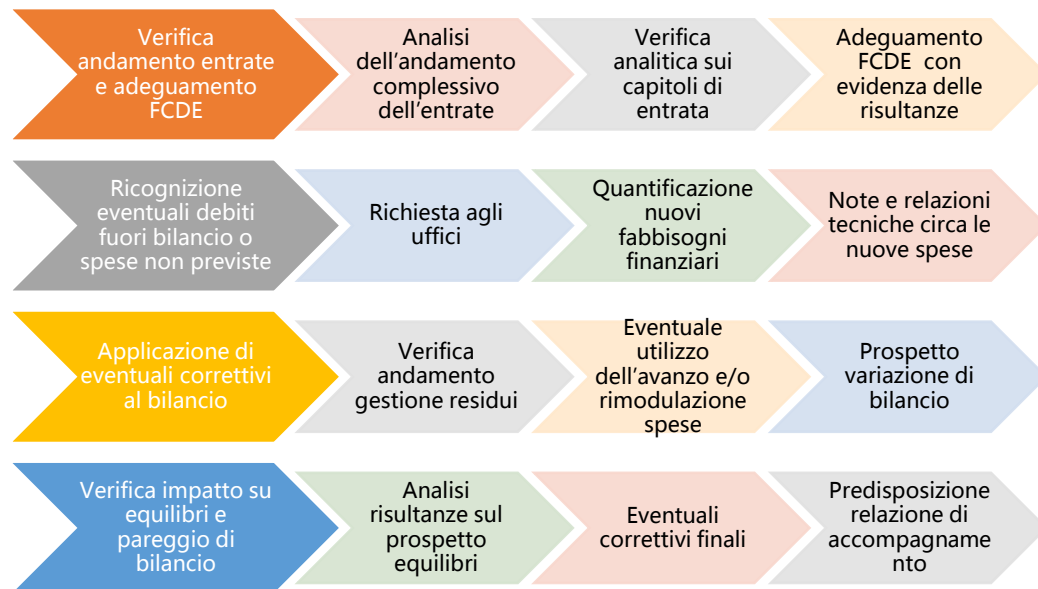 Verifica
andamento entrate
e adeguamento
FCDE
Analisi
dell'andamento
complessivo
dell'entrate
Verifica
analitica sui
capitoli di
entrata
Adeguamento
FCDE con
evidenza delle
risultanze
Ricognizione
eventuali debiti
fuori bilancio o
spese non previste
Richiesta agli
uffici
Quantificazione
nuovi
fabbisogni
finanziari
Note e relazioni
tecniche circa le
nuove spese
Applicazione di
eventuali correttivi
al bilancio
Verifica
andamento
gestione residui
Eventuale
utilizzo
dell'avanzo e/o
rimodulazione
spese
Prospetto
variazione di
bilancio
Verifica impatto su
equilibri e
pareggio di
bilancio
Analisi
risultanze sul
prospetto
equilibri
Eventuali
correttivi finali
Predisposizione
relazione di
accompagname
nto